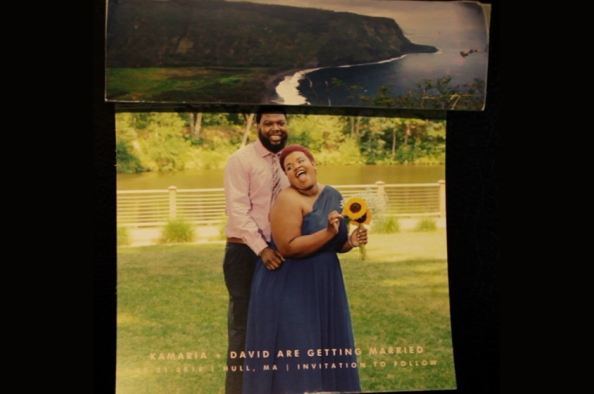 KAMARIA + DAVID ARE GETTING MARRIED
| HULL, MA | INVITATION TO FOLLOW